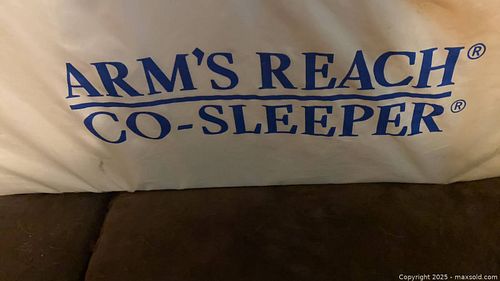 ARM'S REACH®
CO-SLEEPER®
Copyright 2025 - maxsold.com